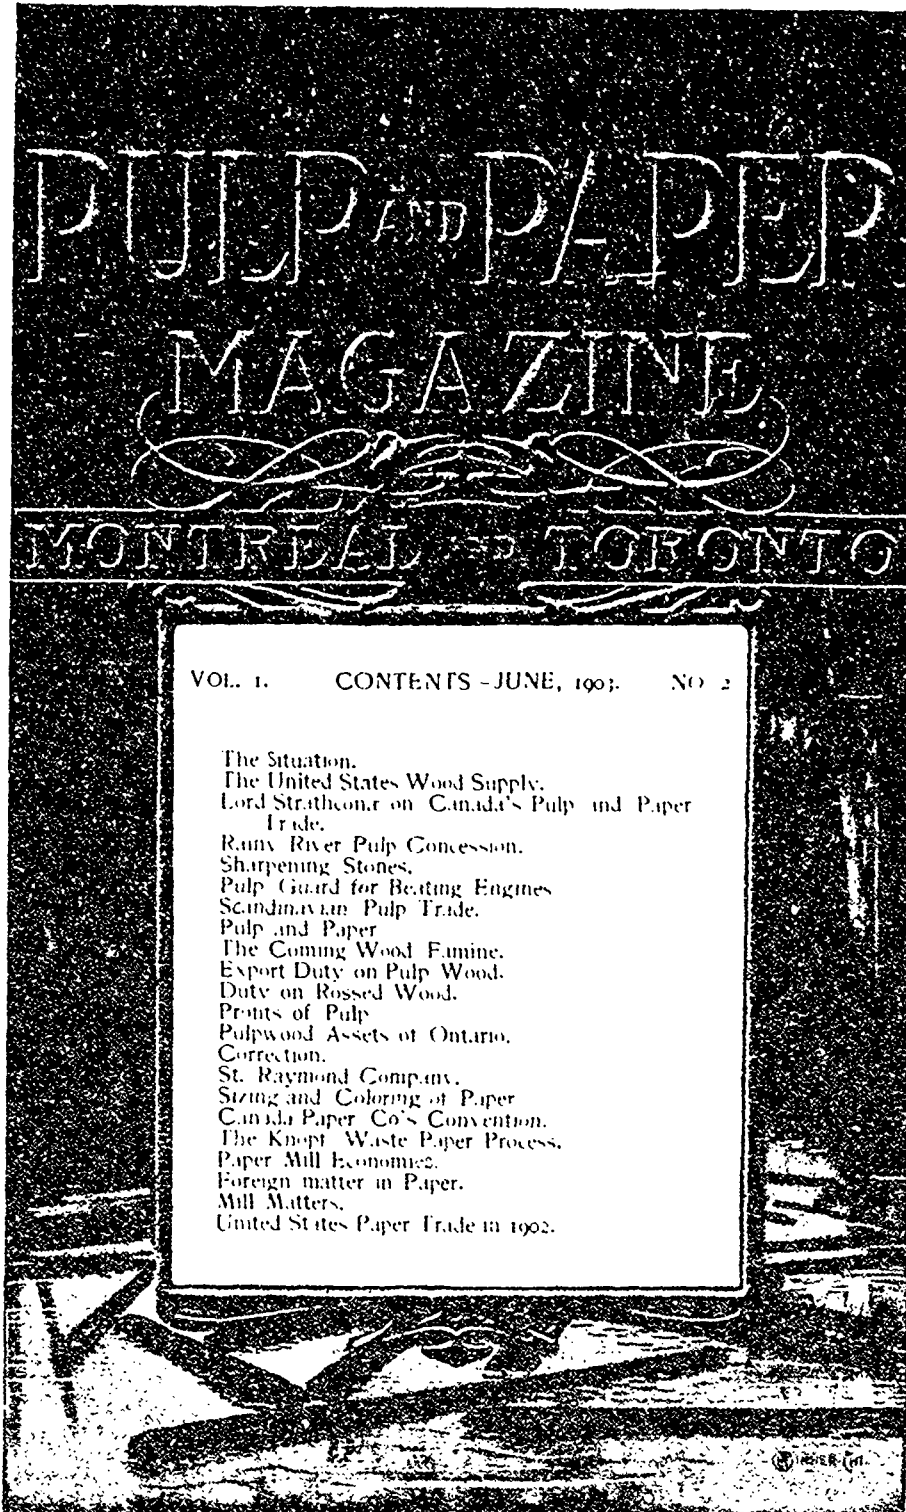 PULP AND PAPER
MAGAZINE
MONTREAL AND TORONTO
VOL. 1. CONTENTS - JUNE, 1903. NO 2
The Situation.
The United States Wood Supply.
Lord Strathcona on Canada's Pulp and Paper
Trade.
Rainy River Pulp Concession.
Sharpening Stones.
Pulp Guard for Beating Engines
Scandinavian Pulp Trade.
Pulp and Paper
The Coming Wood Famine.
Export Duty on Pulp Wood.
Duty on Rossed Wood.
Profits of Pulp
Pulpwood Assets of Ontario.
Correction.
St. Raymond Company.
Sizing and Coloring of Paper
Canada Paper Co's Convention.
The Knopf Waste Paper Process.
Paper Mill Economics.
Foreign matter in Paper.
Mill Matters.
United States Paper Trade in 1902.